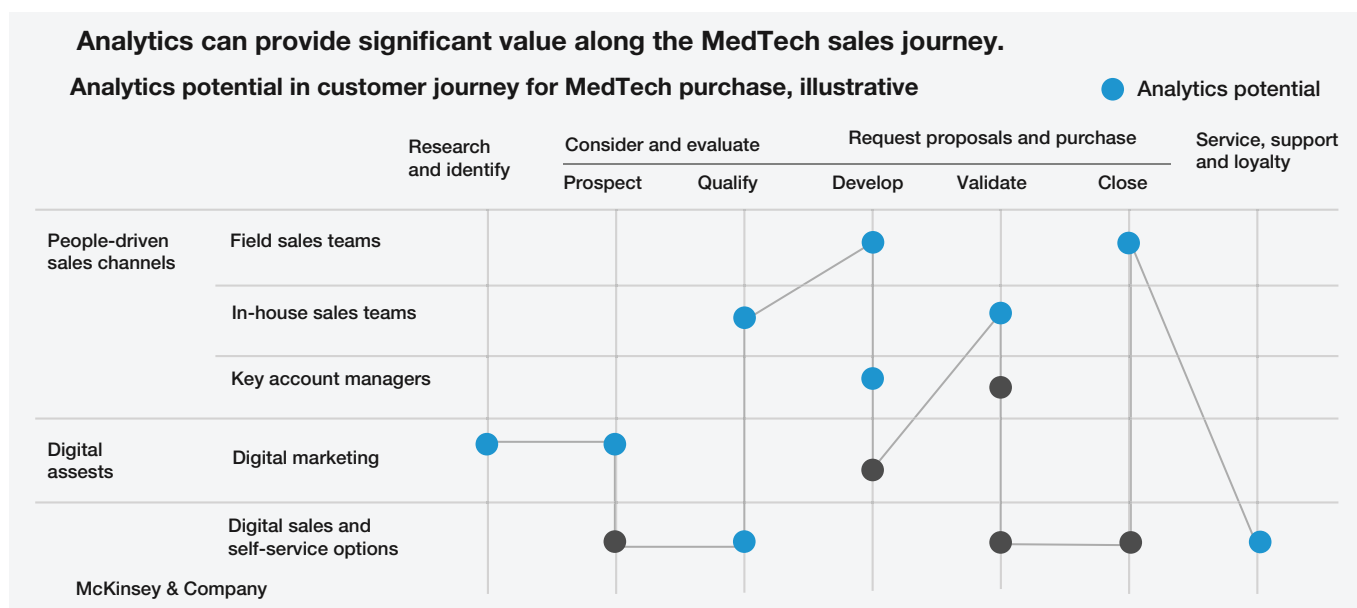 Analytics can provide significant value along the MedTech sales journey.
Analytics potential in customer journey for MedTech purchase, illustrative
Analytics potential
Research
and identify
Consider and evaluate
Request proposals and purchase
Service, support
and loyalty
Prospect
Qualify
Develop
Validate
Close
People-driven
sales channels
Field sales teams
In-house sales teams
Key account managers
Digital
assests
Digital marketing
Digital sales and
self-service options
McKinsey & Company